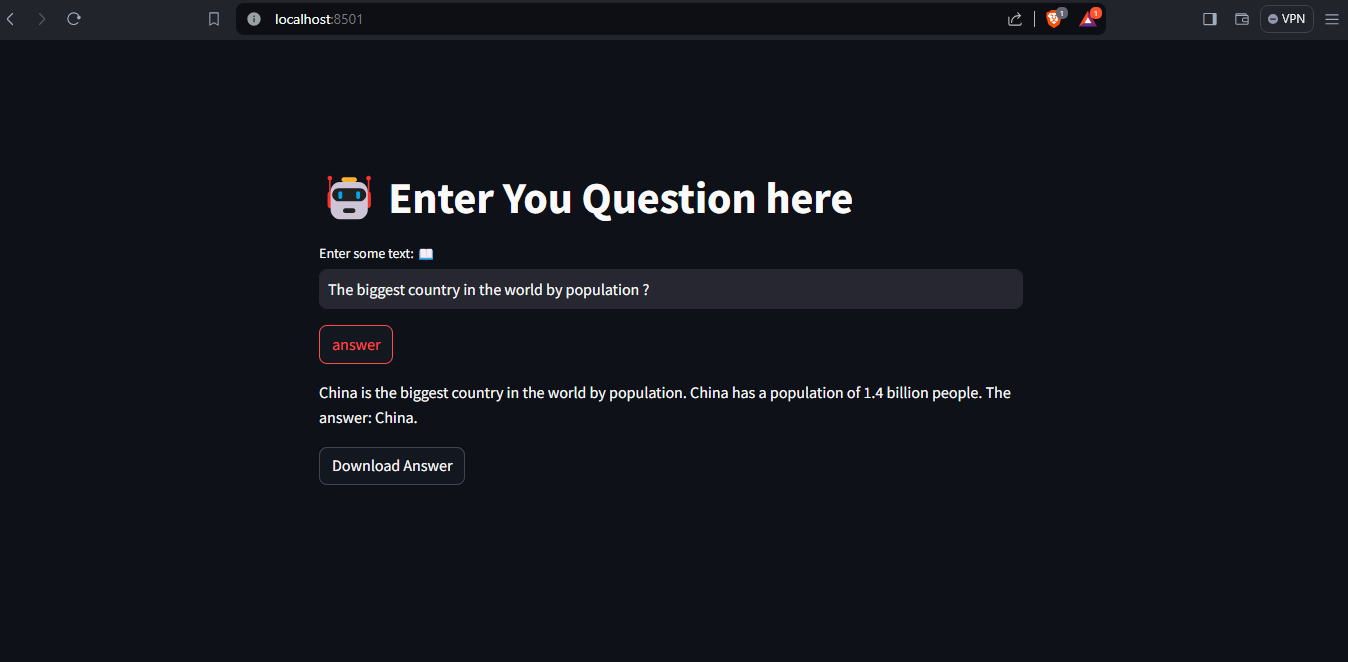 localhost:8501
1
1
VPN
Enter You Question here
Enter some text:
The biggest country in the world by population ?
answer
China is the biggest country in the world by population. China has a population of 1.4 billion people. The
answer: China.
Download Answer